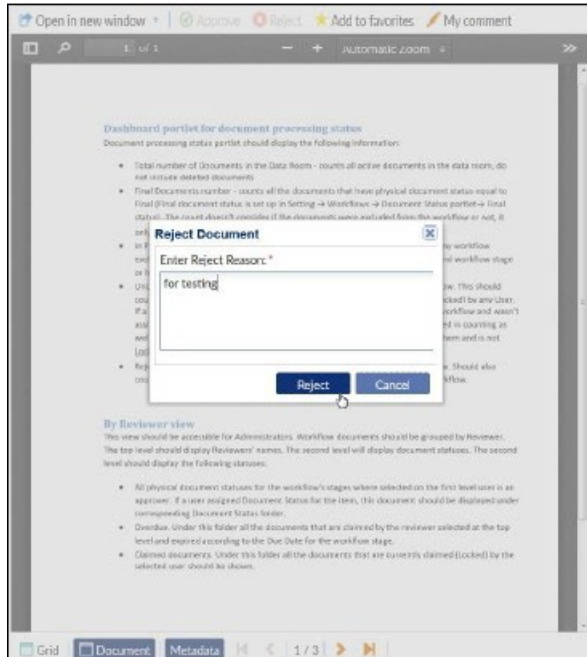 Open in new window
Approve
Reject
Add to favorites
My comment
1 of 1
Automatic Zoom
Dashboard portlet for document processing status
Document processing status portlet should display the following information:
Total number of Documents in the Data Room - counts all active documents in the data room, do
not include deleted documents
Final Documents number - counts all the documents that have physical document status equal to
Final (Final document status is set up in Setting → Workflows → Document Status portlet→ Final
status). The count doesn't consider if the documents were excluded from the workflow or not, it
Reject Document
Enter Reject Reason: *
for testing
Reject
Cancel
By Reviewer view
This view should be accessible for Administrators. Workflow documents should be grouped by Reviewer.
The top level should display Reviewers' names. The second level will display document statuses. The second
level should display the following statuses:
All physical document statuses for the workflow's stages where selected on the first level user is an
approver. If a user assigned Document Status for the item, this document should be displayed under
corresponding Document Status folder.
Overdue. Under this folder all the documents that are claimed by the reviewer selected at the top
level and expired according to the Due Date for the workflow stage.
Claimed documents. Under this folder all the documents that are currently claimed (Locked) by the
selected user should be shown.
Grid
Document
Metadata
1 / 3